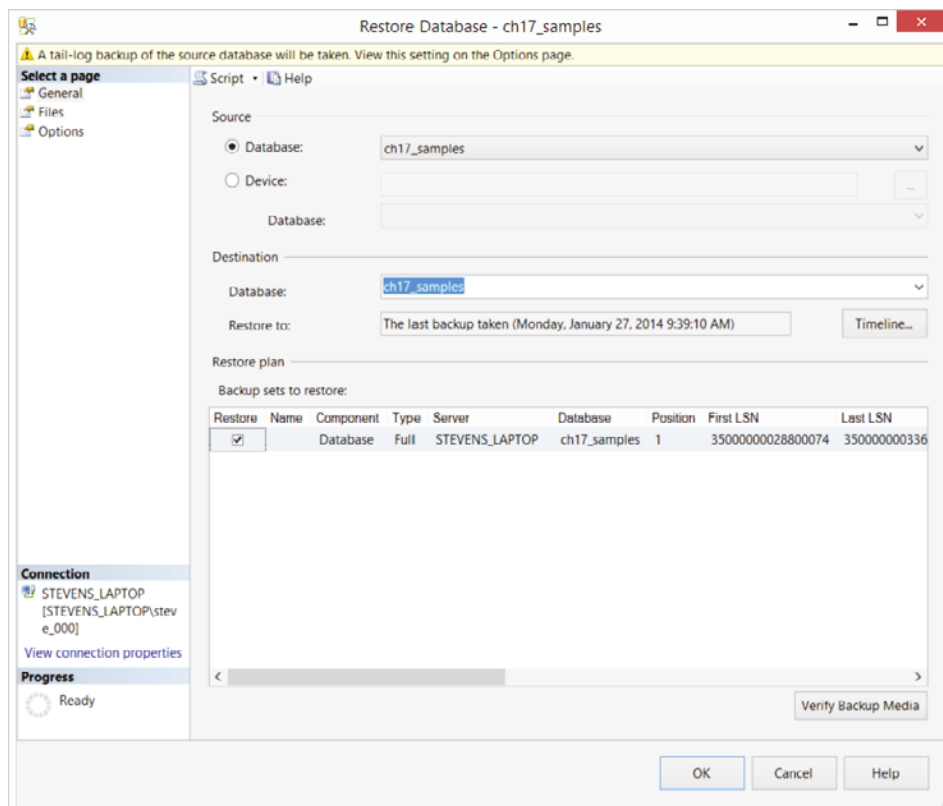 Restore Database - ch17_samples
A tail-log backup of the source database will be taken. View this setting on the Options page.
Select a page
General
Files
Options
Script
Help
Source
Database:
ch17_samples
Device:
...
Database:
Destination
Database:
ch17_samples
Restore to:
The last backup taken (Monday, January 27, 2014 9:39:10 AM)
Timeline...
Restore plan
Backup sets to restore:
Restore Name Component Type Server Database Position First LSN Last LSN
Database Full STEVENS_LAPTOP ch17_samples 1 35000000028800074 350000000336
Connection
STEVENS_LAPTOP
[STEVENS_LAPTOP\stev
e_000]
View connection properties
Progress
Ready
Verify Backup Media
OK
Cancel
Help